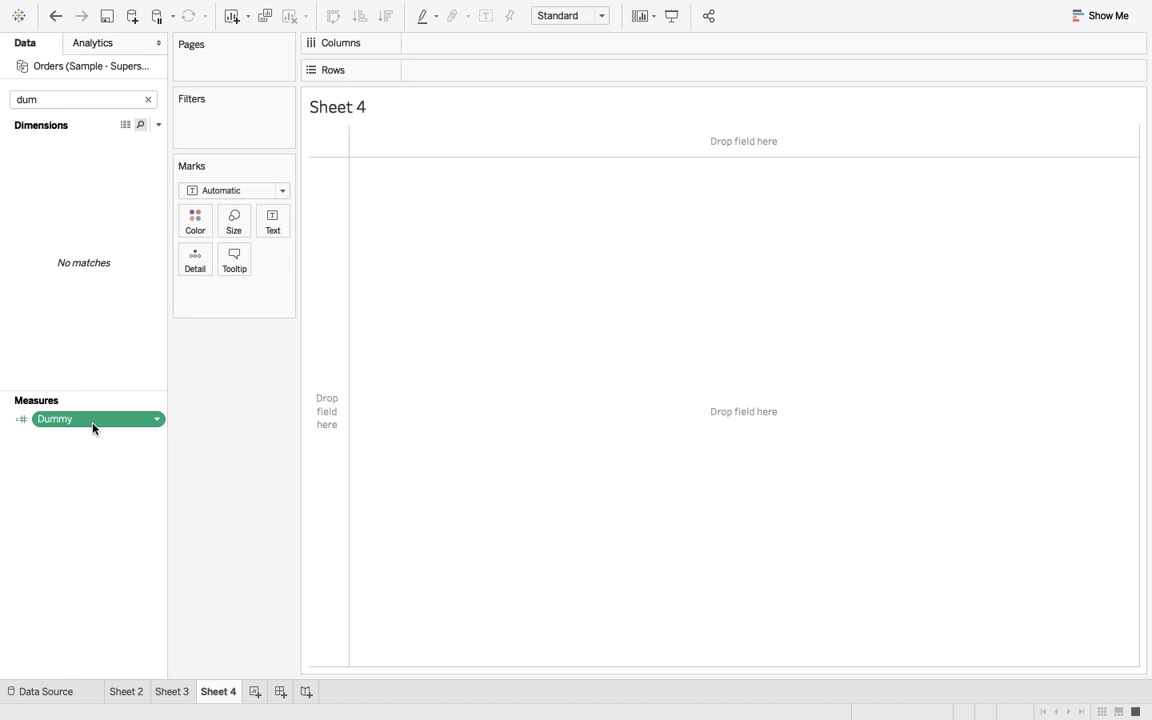 Standard
Show Me
Data
Analytics
Pages
Columns
Orders (Sample - Supers...
Rows
dum
Filters
Sheet 4
Dimensions
Drop field here
Marks
Automatic
Color
Size
Text
Detail
Tooltip
No matches
Measures
Dummy
Drop
field
here
Drop field here
Data Source
Sheet 2
Sheet 3
Sheet 4